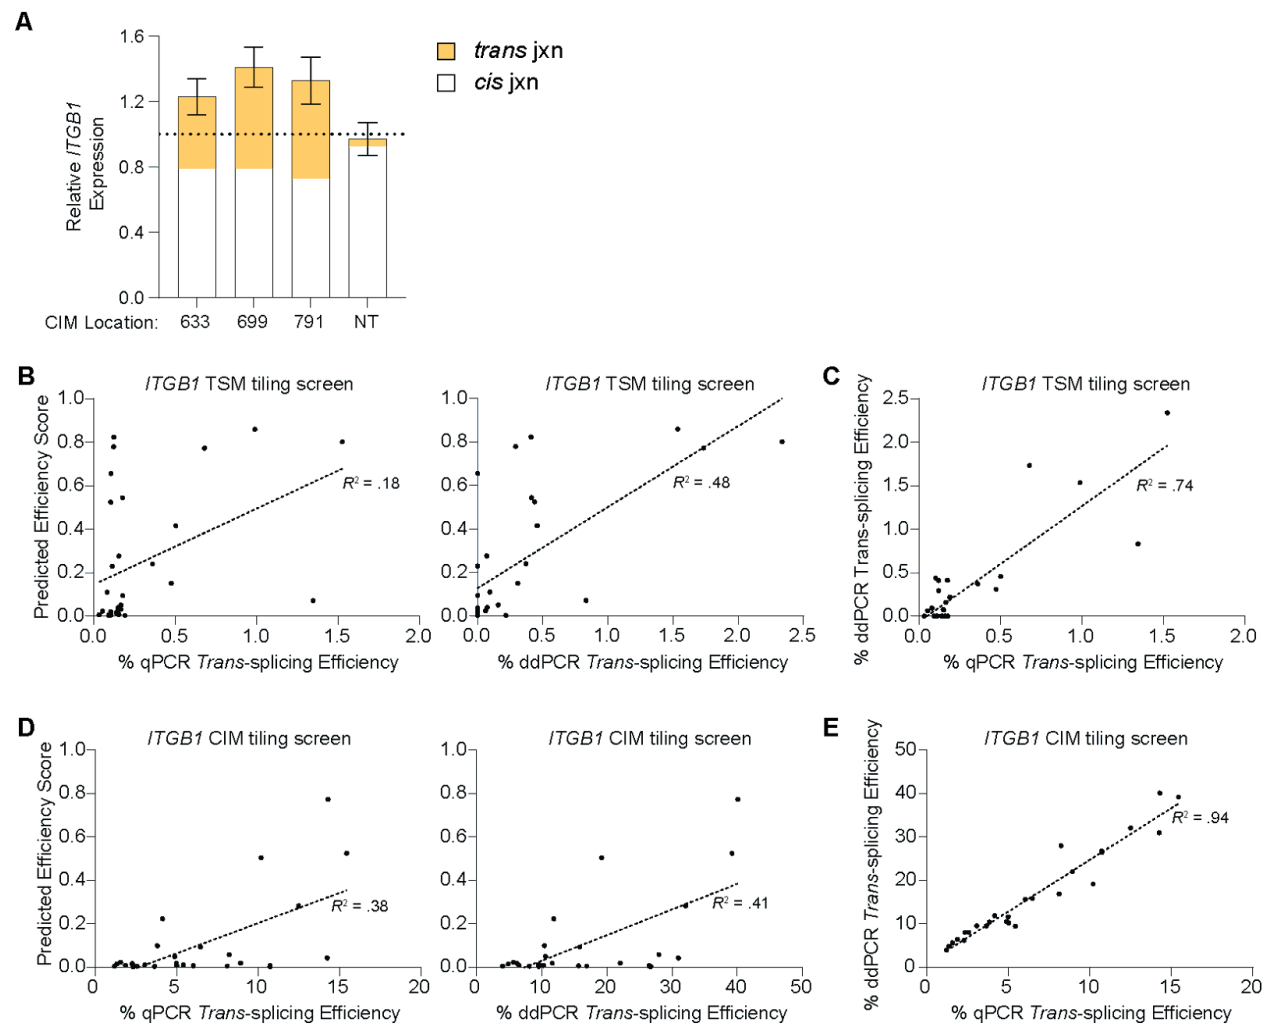 A
Relative ITGB1
Expression
1.6
1.2
0.8
0.4
0.0
trans jxn
cis jxn
CIM Location: 633 699 791 NT
B
ITGB1 TSM tiling screen
Predicted Efficiency Score
1.0
0.8
0.6
0.4
0.2
0.0
R² = .18
0.0 0.5 1.0 1.5 2.0
% qPCR Trans-splicing Efficiency
ITGB1 TSM tiling screen
1.0
0.8
0.6
0.4
0.2
0.0
R² = .48
0.0 0.5 1.0 1.5 2.0 2.5
% ddPCR Trans-splicing Efficiency
C
ITGB1 TSM tiling screen
% ddPCR Trans-splicing Efficiency
2.5
2.0
1.5
1.0
0.5
0.0
R² = .74
0.0 0.5 1.0 1.5 2.0
% qPCR Trans-splicing Efficiency
D
ITGB1 CIM tiling screen
Predicted Efficiency Score
1.0
0.8
0.6
0.4
0.2
0.0
R² = .38
0 5 10 15 20
% qPCR Trans-splicing Efficiency
ITGB1 CIM tiling screen
1.0
0.8
0.6
0.4
0.2
0.0
R² = .41
0 10 20 30 40 50
% ddPCR Trans-splicing Efficiency
E
ITGB1 CIM tiling screen
% ddPCR Trans-splicing Efficiency
50
40
30
20
10
0
R² = .94
0 5 10 15 20
% qPCR Trans-splicing Efficiency